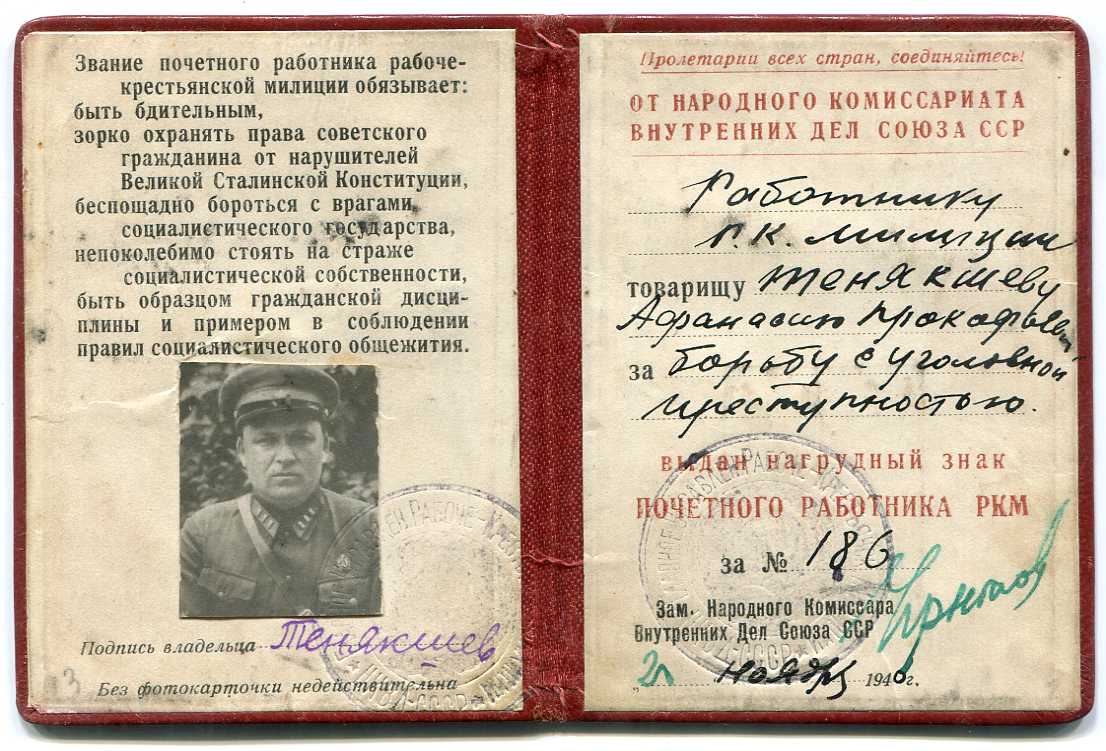 Звание почетного работника рабоче-
крестьянской милиции обязывает:
быть бдительным,
зорко охранять права советского
гражданина от нарушителей
Великой Сталинской Конституции,
беспощадно бороться с врагами
социалистического государства,
непоколебимо стоять на страже
социалистической собственности,
быть образцом гражданской дисци-
плины и примером в соблюдении
правил социалистического общежития.
Подпись владельца Тенякшев
Без фотокарточки недействительна
Пролетарии всех стран, соединяйтесь!
ОТ НАРОДНОГО КОМИССАРИАТА
ВНУТРЕННИХ ДЕЛ СОЮЗА ССР
Работнику
Р.К. Милиции
товарищу Тенякшеву
Афанасию Прокофьевичу
за борьбу с уголовной
преступностью.
выдан нагрудный знак
ПОЧЕТНОГО РАБОТНИКА РКМ
за № 186
Зам. Народного Комиссара
Внутренних Дел Союза ССР
ноября 194 г.